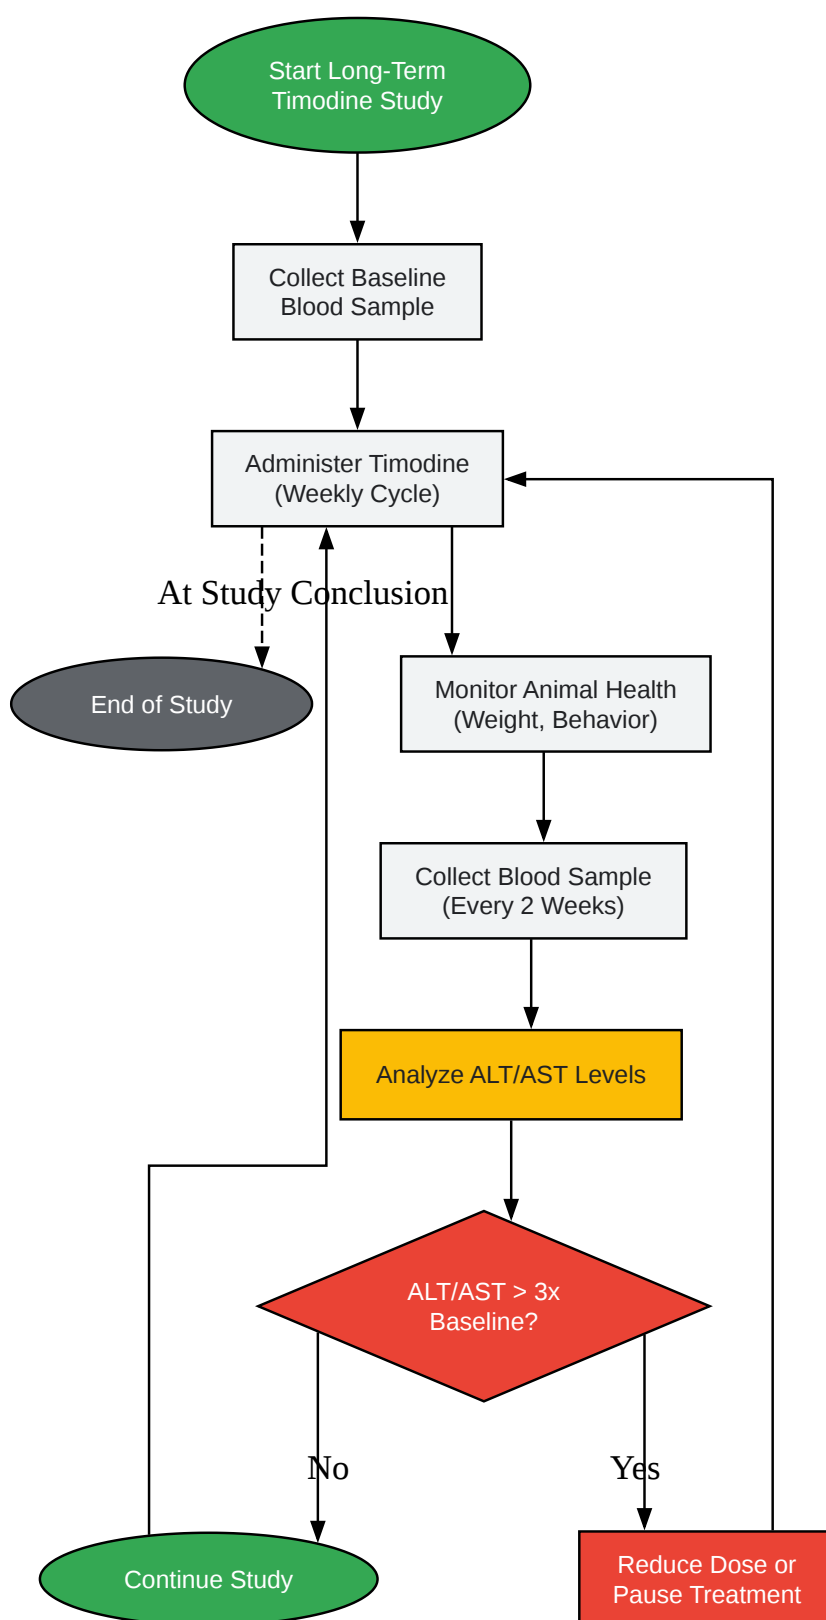 Start Long-Term
Timodine Study
Collect Baseline
Blood Sample
Administer Timodine
(Weekly Cycle)
At Study Conclusion
End of Study
Monitor Animal Health
(Weight, Behavior)
Collect Blood Sample
(Every 2 Weeks)
Analyze ALT/AST Levels
ALT/AST > 3x
Baseline?
No
Yes
Continue Study
Reduce Dose or
Pause Treatment